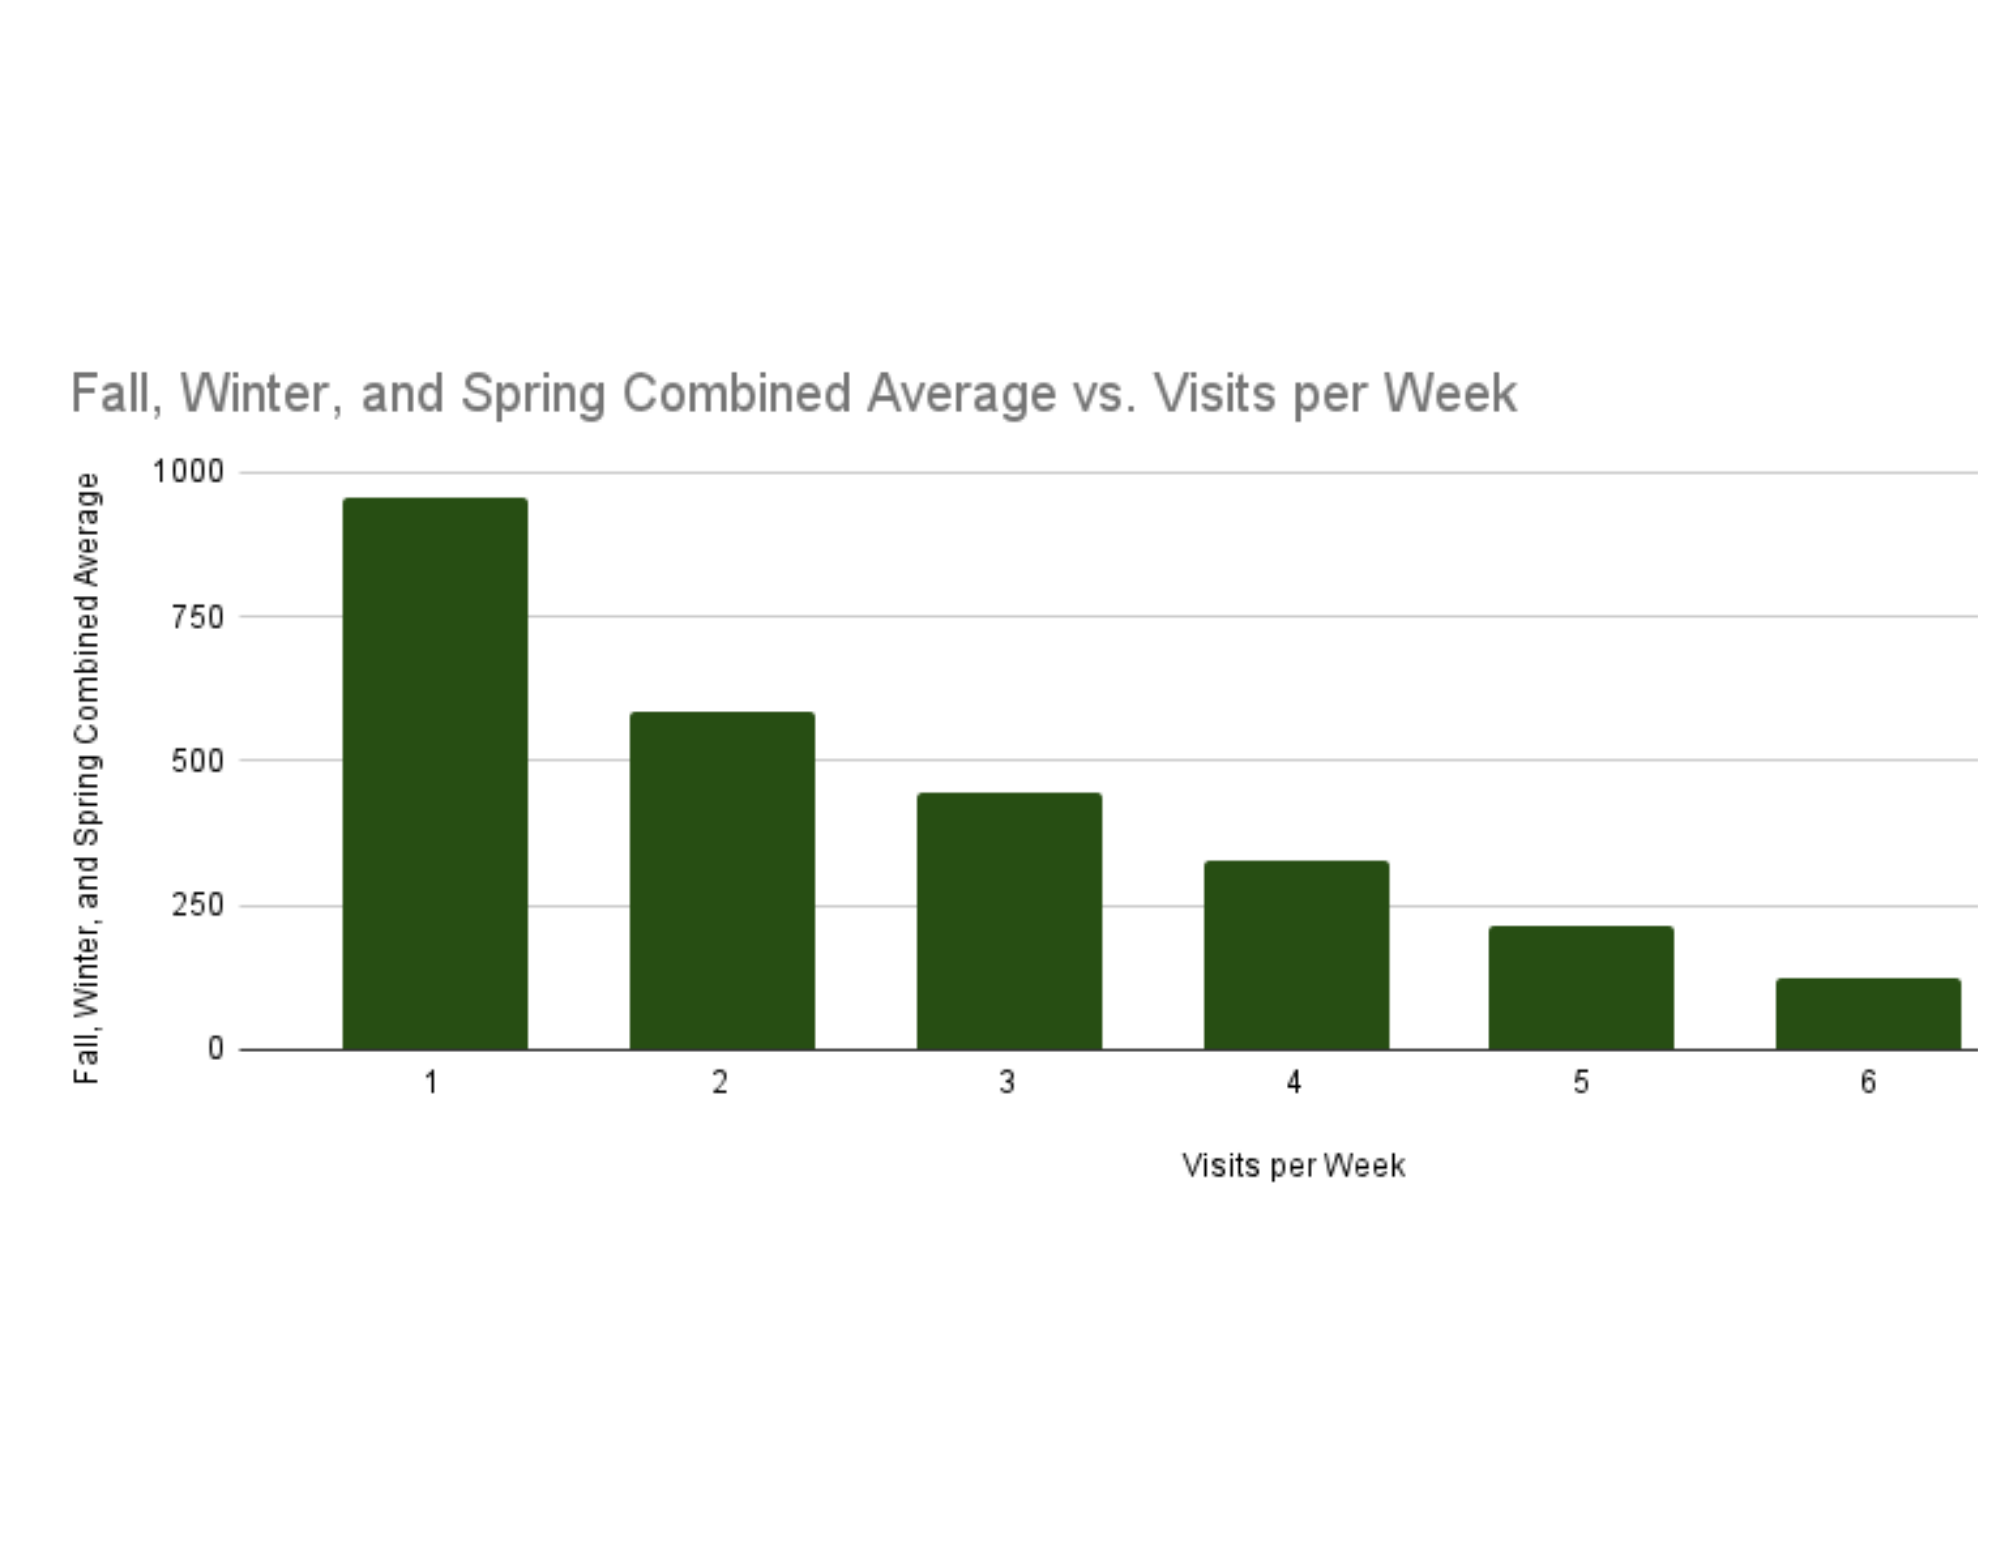 Fall, Winter, and Spring Combined Average vs. Visits per Week
Fall, Winter, and Spring Combined Average
1000
750
500
250
0
1 2 3 4 5 6
Visits per Week